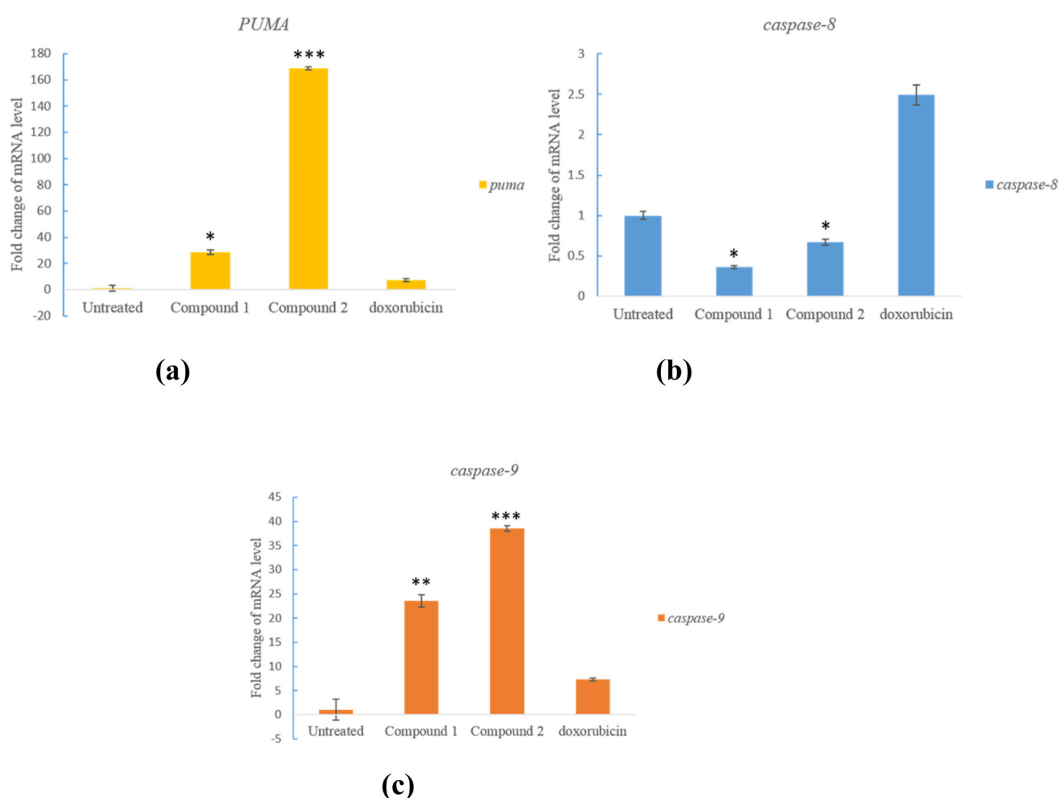 PUMA
Fold change of mRNA level
180
160
140
120
100
80
60
40
20
0
-20
*
***
Untreated
Compound 1
Compound 2
doxorubicin
puma
(a)
caspase-8
Fold change of mRNA level
3
2.5
2
1.5
1
0.5
0
*
*
Untreated
Compound 1
Compound 2
doxorubicin
caspase-8
(b)
caspase-9
Fold change of mRNA level
45
40
35
30
25
20
15
10
5
0
-5
**
***
Untreated
Compound 1
Compound 2
doxorubicin
caspase-9
(c)